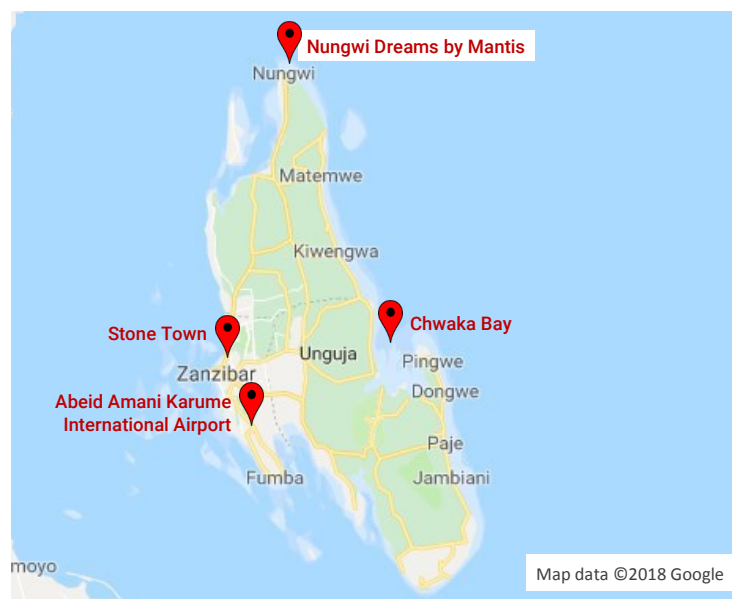 Nungwi Dreams by Mantis
Nungwi
Matemwe
Kiwengwa
Stone Town
Chwaka Bay
Unguja
Pingwe
Zanzibar
Dongwe
Abeid Amani Karume
International Airport
Paje
Fumba
Jambiani
moyo
Map data ©2018 Google